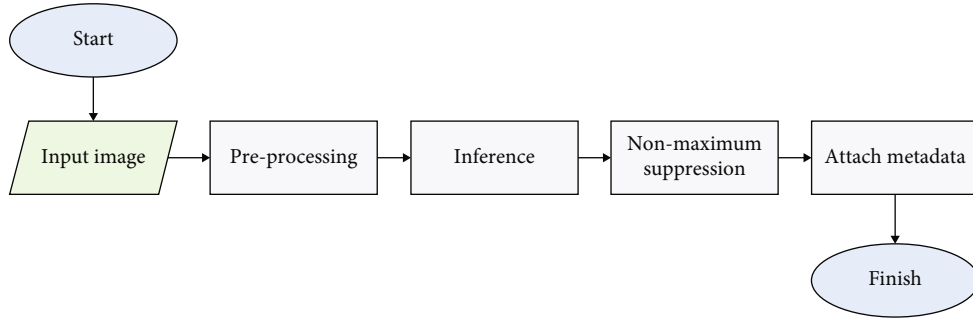 Start
Input image
Pre-processing
Inference
Non-maximum
suppression
Attach metadata
Finish